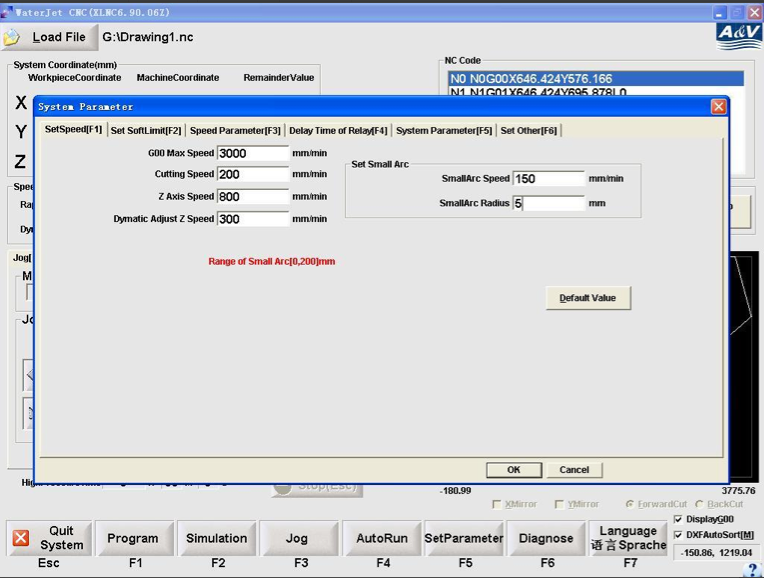 WaterJet CNC(XLNC6.90.06Z)
Load File G:\Drawing1.nc
A&V
System Coordinate(mm)
WorkpieceCoordinate MachineCoordinate RemainderValue
NC Code
N0 N0G00X646.424Y576.166
N1 N1G01X646.424Y695.878L0
X
Y
Z
System Parameter
SetSpeed[F1] Set SoftLimit[F2] Speed Parameter[F3] Delay Time of Relay[F4] System Parameter[F5] Set Other[F6]
G00 Max Speed 3000 mm/min
Cutting Speed 200 mm/min
Z Axis Speed 800 mm/min
Dymatic Adjust Z Speed 300 mm/min
Set Small Arc
SmallArc Speed 150 mm/min
SmallArc Radius 5 mm
Range of Small Arc[0,200]mm
Default Value
OK Cancel
Stop(Esc)
-180.99 3775.76
XMirror YMirror ForwardCut BackCut
DisplayG00
DXFAutoSort[M]
-150.86, 1219.04
Quit System Program Simulation Jog AutoRun SetParameter Diagnose Language 语言Sprache
Esc F1 F2 F3 F4 F5 F6 F7